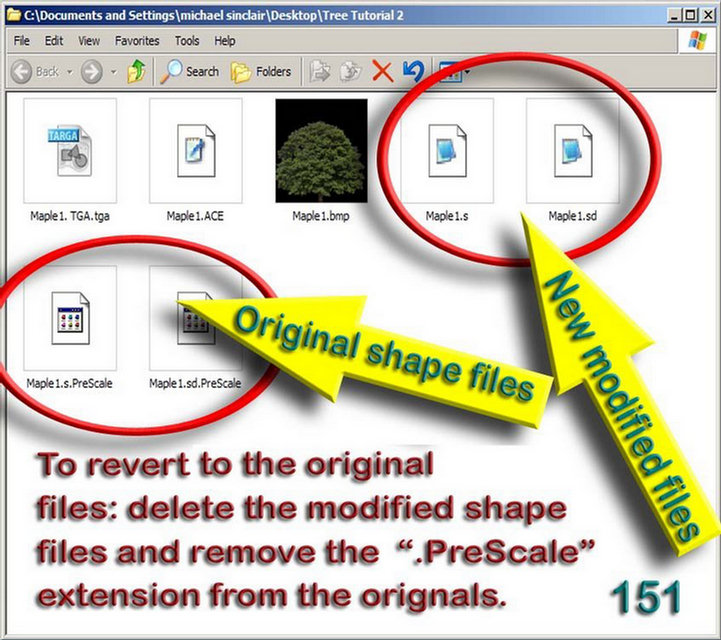 C:\Documents and Settings\michael sinclair\Desktop\Tree Tutorial 2
File Edit View Favorites Tools Help
Back Search Folders
TARGA
Maple1. TGA.tga Maple1.ACE Maple1.bmp Maple1.s Maple1.sd
Maple1.s.PreScale Maple1.sd.PreScale
Original shape files
New modified files
To revert to the original
files: delete the modified shape
files and remove the “.PreScale”
extension from the orignals.
151